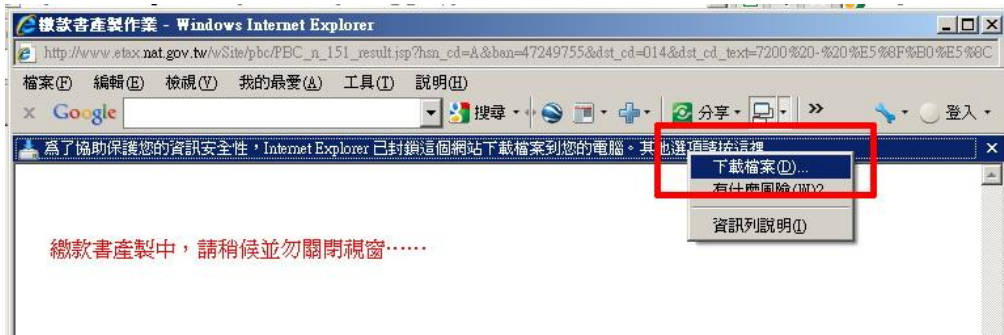 繳款書產製作業 - Windows Internet Explorer
http://www.etax.nat.gov.tw/wSite/pbc/PBC_n_151_result.jsp?hsn_cd=A&ban=47249755&dst_cd=014&dst_cd_text=7200%20-%20%E5%8F%B0%E5%8C
檔案(F) 編輯(E) 檢視(V) 我的最愛(A) 工具(T) 說明(H)
x Google 搜尋 分享 » 登入
為了協助保護您的資訊安全性，Internet Explorer 已封鎖這個網站下載檔案到您的電腦。其他選項請按這裡
下載檔案(D)...
有什麼風險(W)?
資訊列說明(I)
繳款書產製中，請稍候並勿關閉視窗……